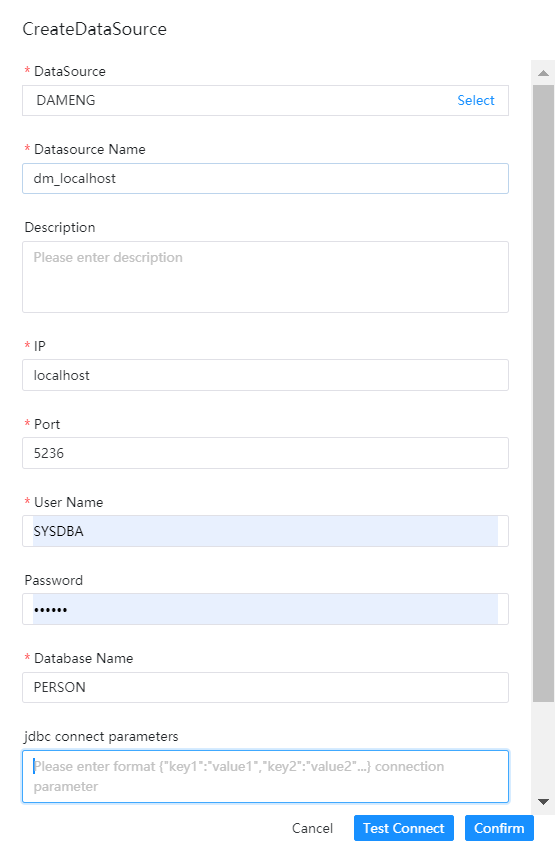 CreateDataSource
* DataSource
DAMENG Select
* Datasource Name
dm_localhost
Description
Please enter description
* IP
localhost
* Port
5236
* User Name
SYSDBA
Password
••••••
* Database Name
PERSON
jdbc connect parameters
Please enter format {"key1":"value1","key2":"value2"...} connection
parameter
Cancel Test Connect Confirm